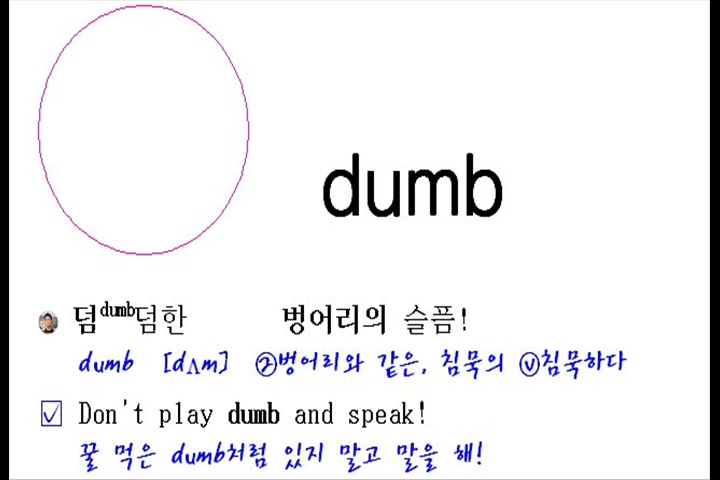 dumb
덤dumb덤한 벙어리의 슬픔!
dumb [dʌm] ②벙어리와 같은, 침묵의 ⓥ침묵하다
☑ Don't play dumb and speak!
꿀 먹은 dumb처럼 있지 말고 말을 해!